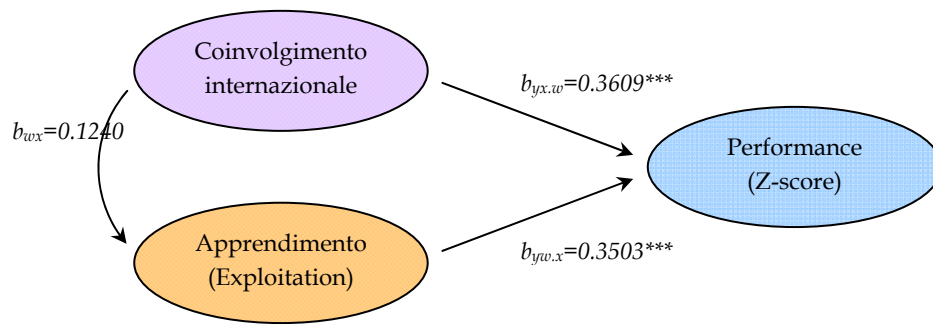 Coinvolgimento
internazionale
b_yx.w=0.3609***
b_wx=0.1240
Performance
(Z-score)
Apprendimento
(Exploitation)
b_yw.x=0.3503***